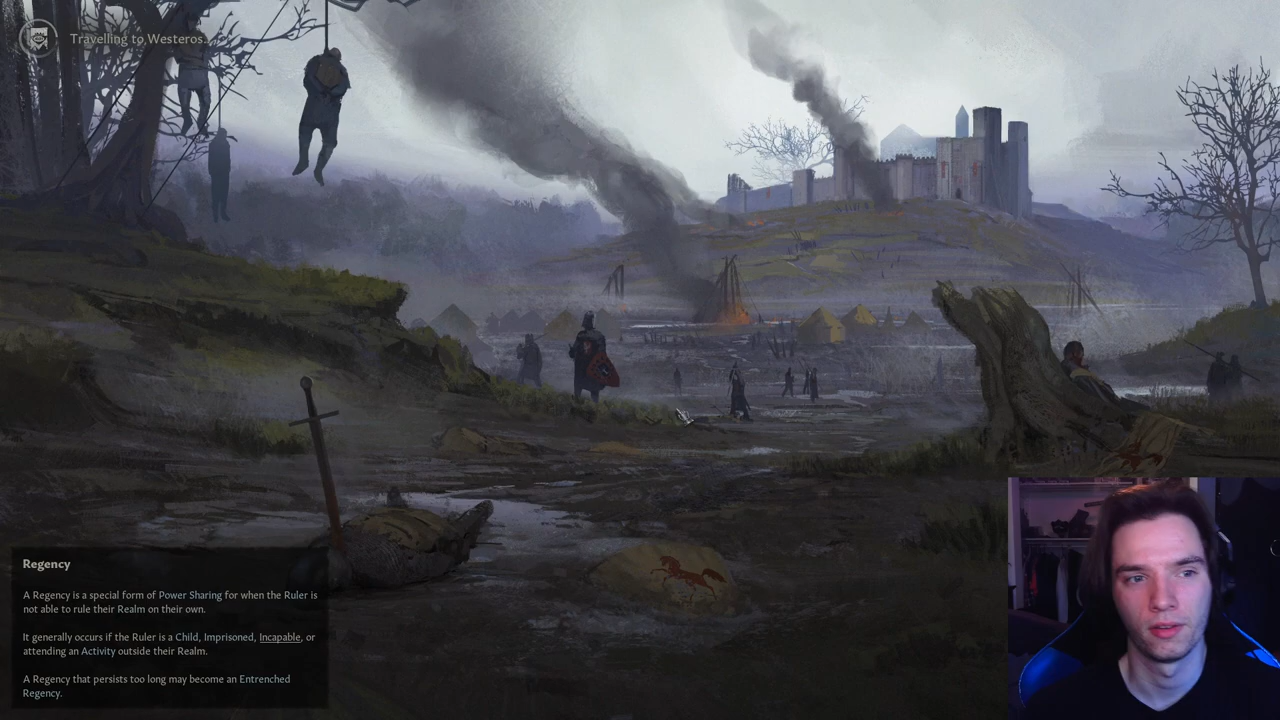 Travelling to Westeros...
Regency
A Regency is a special form of Power Sharing for when the Ruler is
not able to rule their Realm on their own.
It generally occurs if the Ruler is a Child, Imprisoned, Incapable, or
attending an Activity outside their Realm.
A Regency that persists too long may become an Entrenched
Regency.